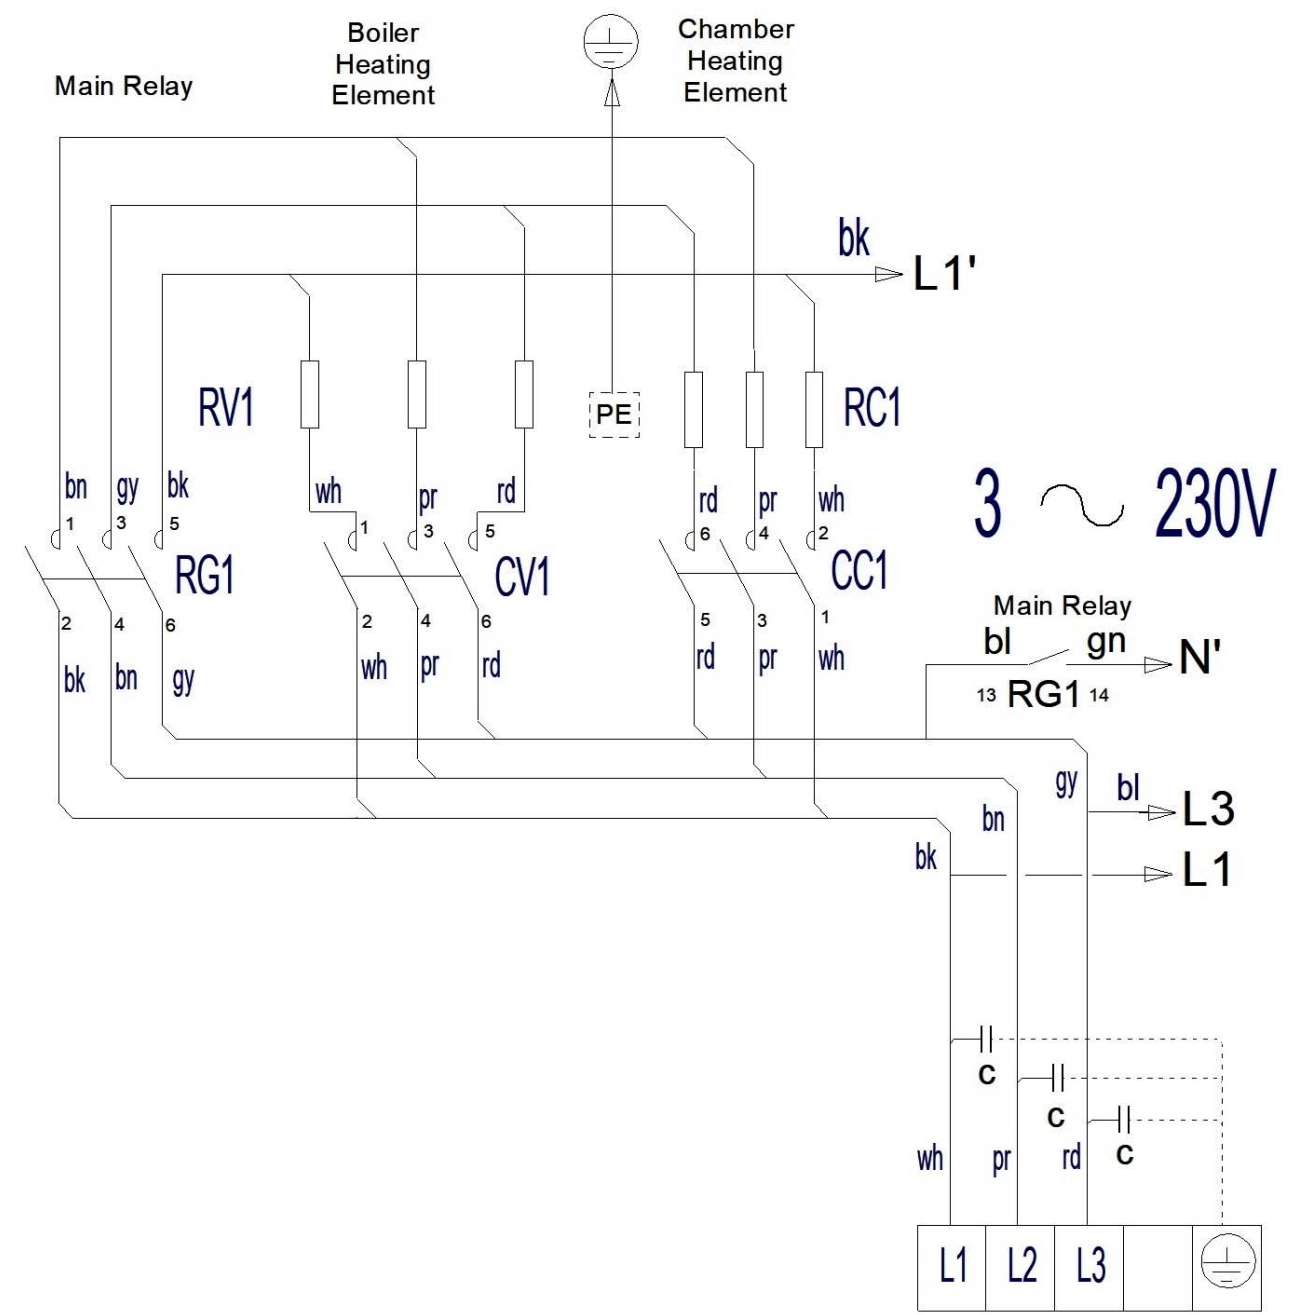 Main Relay
Boiler
Heating
Element
Chamber
Heating
Element
bk
L1'
RV1
PE
RC1
bn
gy
bk
wh
pr
rd
rd
pr
wh
3
230V
1
3
5
1
3
5
6
4
2
RG1
CV1
CC1
Main Relay
bl
gn
N'
13 RG1 14
2
4
6
2
4
6
5
3
1
bk
bn
gy
wh
pr
rd
rd
pr
wh
gy
bl
L3
bn
bk
L1
C
C
C
wh
pr
rd
L1
L2
L3